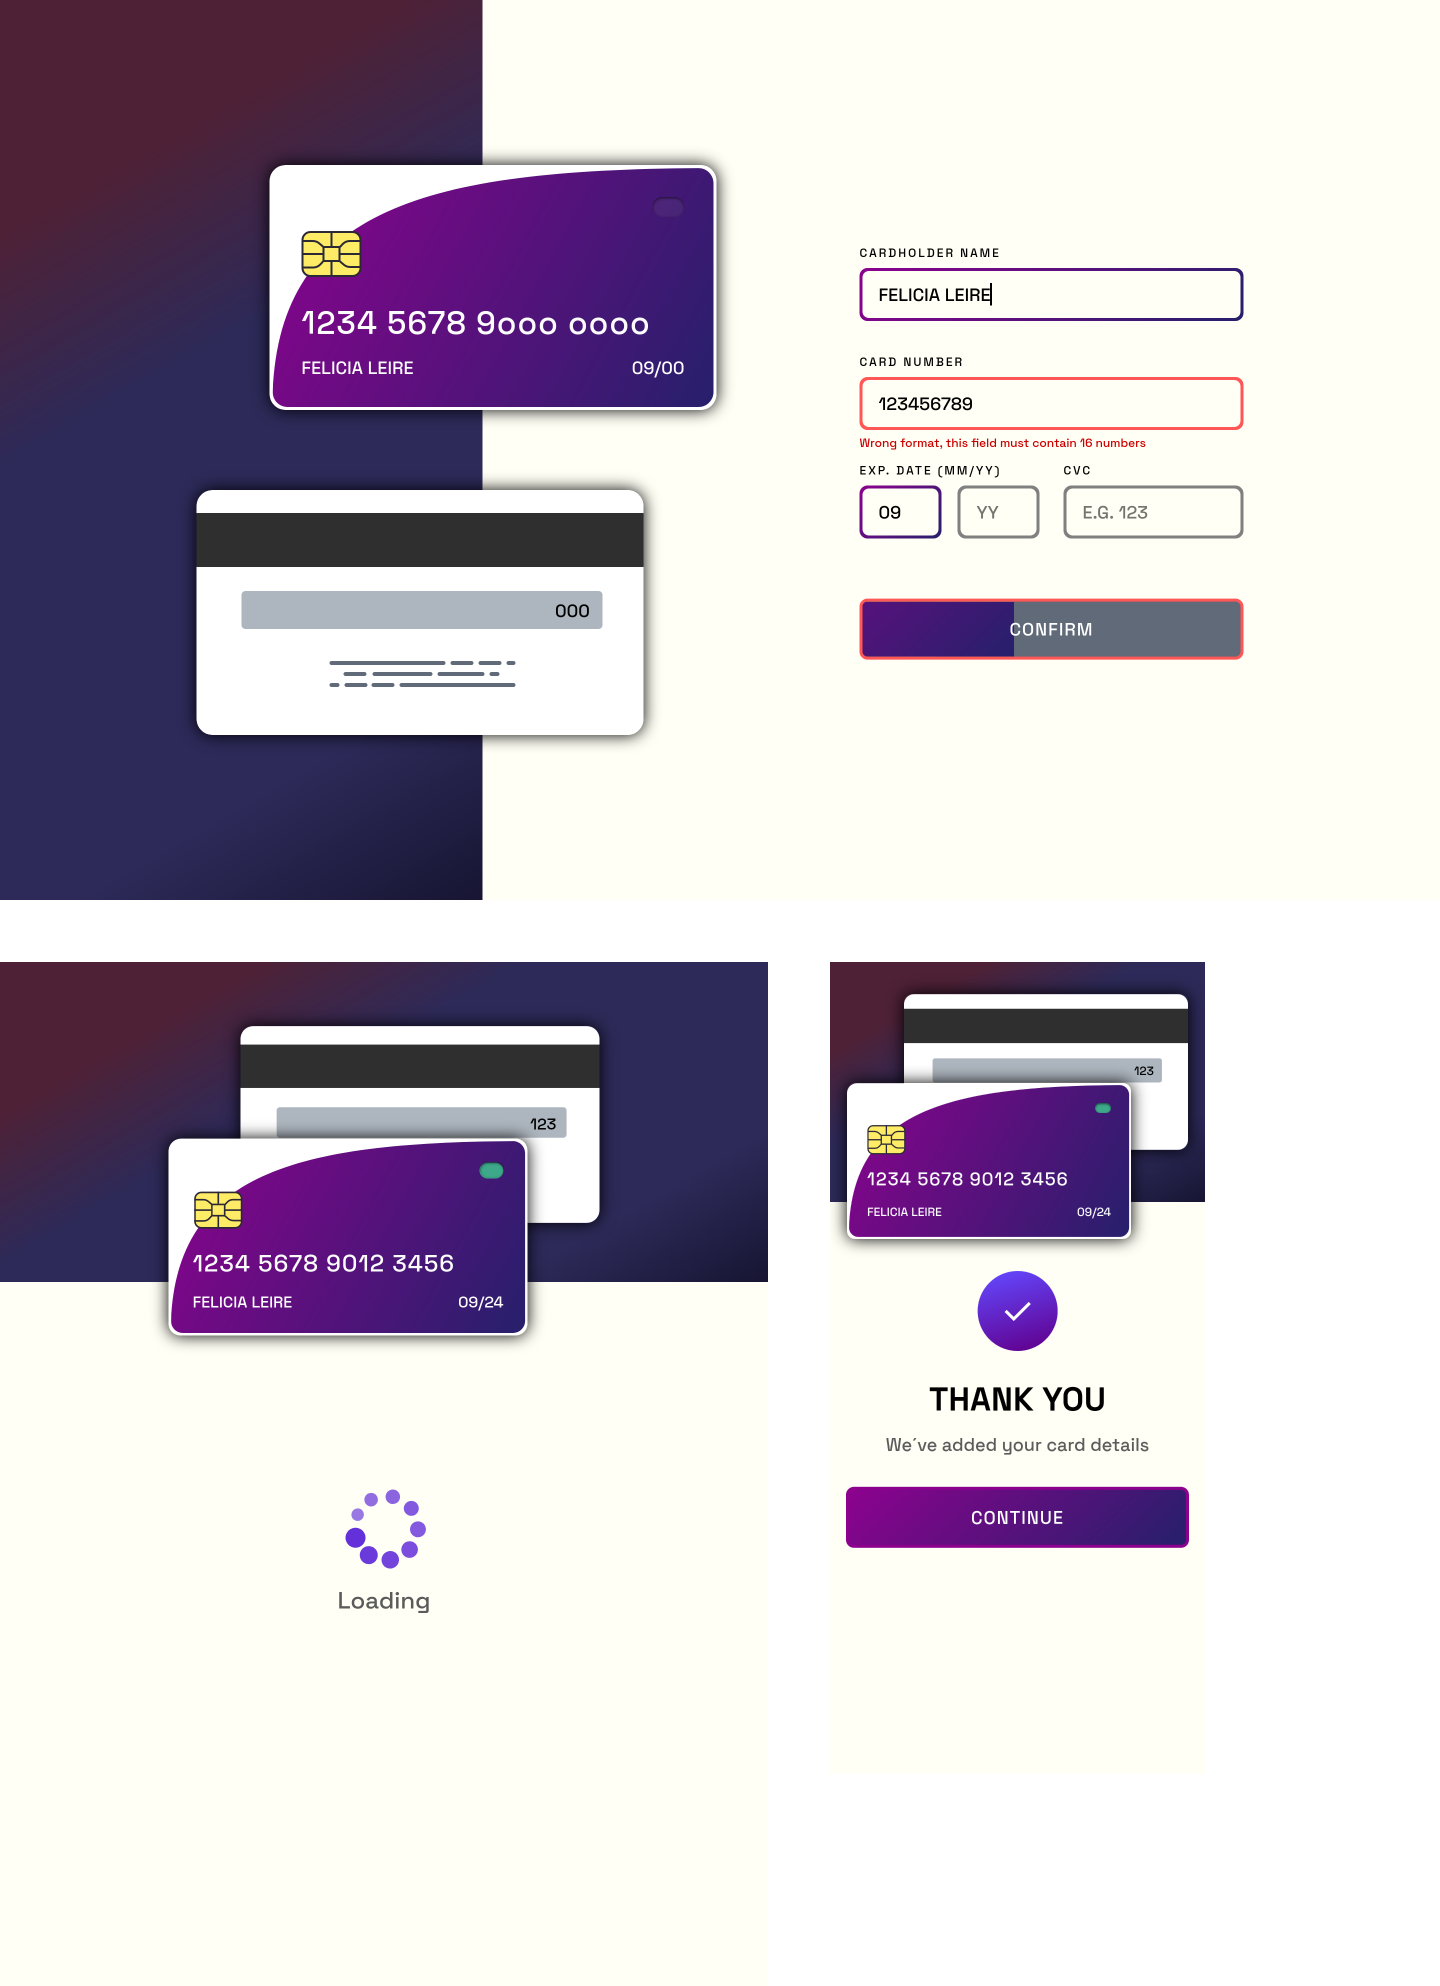 1234 5678 9ooo oooo
FELICIA LEIRE 09/00
000
CARDHOLDER NAME
FELICIA LEIRE
CARD NUMBER
123456789
Wrong format, this field must contain 16 numbers
EXP. DATE (MM/YY) CVC
09 YY E.G. 123
CONFIRM
123
1234 5678 9012 3456
FELICIA LEIRE 09/24
Loading
123
1234 5678 9012 3456
FELICIA LEIRE 09/24
THANK YOU
We´ve added your card details
CONTINUE